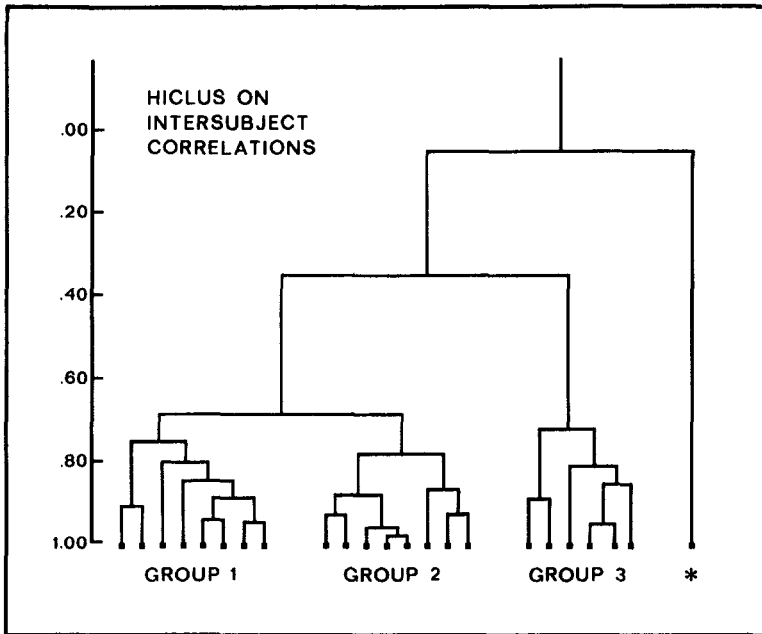 HICLUS ON
INTERSUBJECT
CORRELATIONS
.00
.20
.40
.60
.80
1.00
GROUP 1 GROUP 2 GROUP 3 *